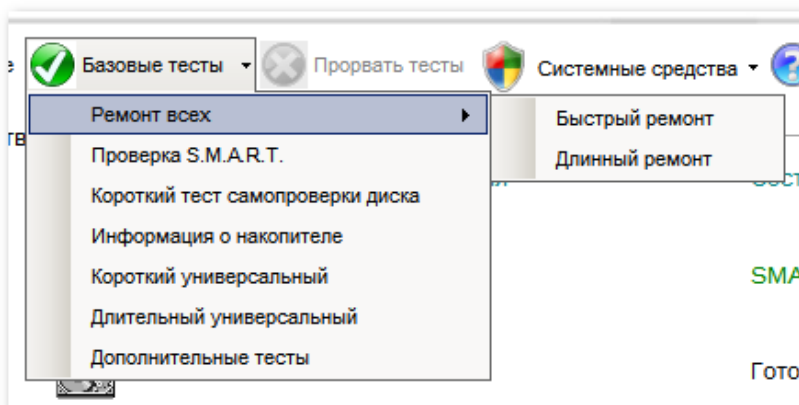 Базовые тесты
Прорвать тесты
Системные средства
Ремонт всех
Быстрый ремонт
Проверка S.M.A.R.T.
Длинный ремонт
Короткий тест самопроверки диска
Информация о накопителе
Короткий универсальный
SMA
Длительный универсальный
Дополнительные тесты
Гото